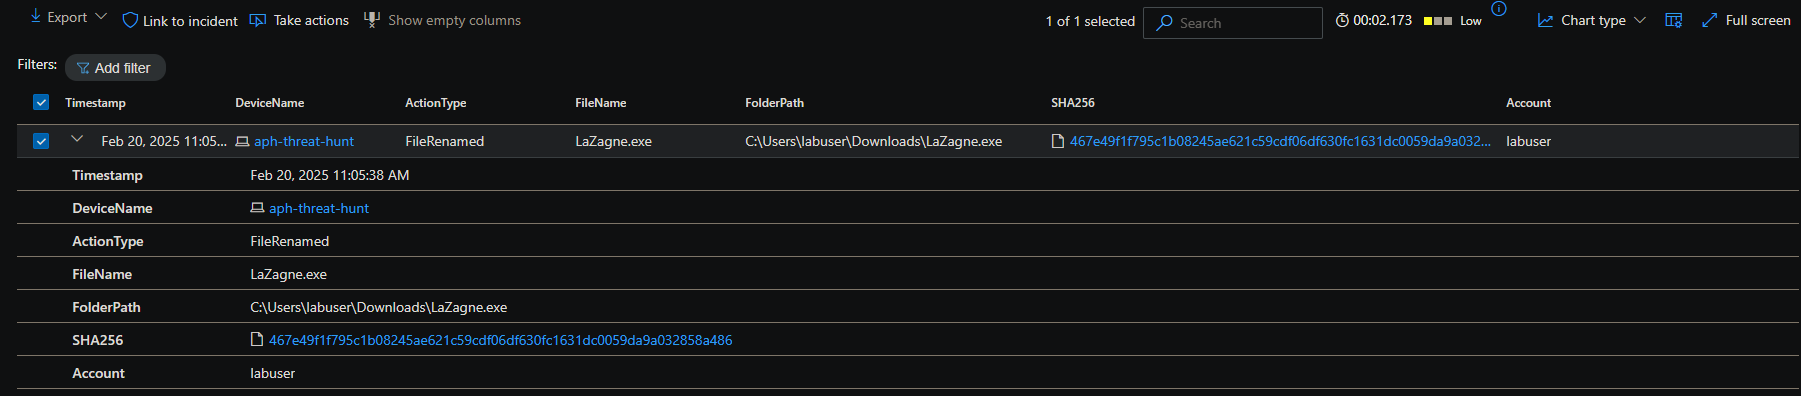 Export Link to incident Take actions Show empty columns 1 of 1 selected Search 00:02.173 Low Chart type Full screen
Filters: Add filter
Timestamp DeviceName ActionType FileName FolderPath SHA256 Account
Feb 20, 2025 11:05... aph-threat-hunt FileRenamed LaZagne.exe C:\Users\labuser\Downloads\LaZagne.exe 467e49f1f795c1b08245ae621c59cdf06df630fc1631dc0059da9a032... labuser
Timestamp Feb 20, 2025 11:05:38 AM
DeviceName aph-threat-hunt
ActionType FileRenamed
FileName LaZagne.exe
FolderPath C:\Users\labuser\Downloads\LaZagne.exe
SHA256 467e49f1f795c1b08245ae621c59cdf06df630fc1631dc0059da9a032858a486
Account labuser